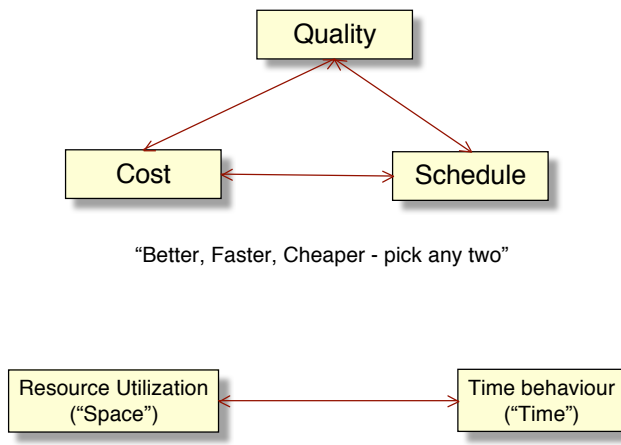 Quality
Cost
Schedule
“Better, Faster, Cheaper - pick any two”
Resource Utilization
(“Space”)
Time behaviour
(“Time”)